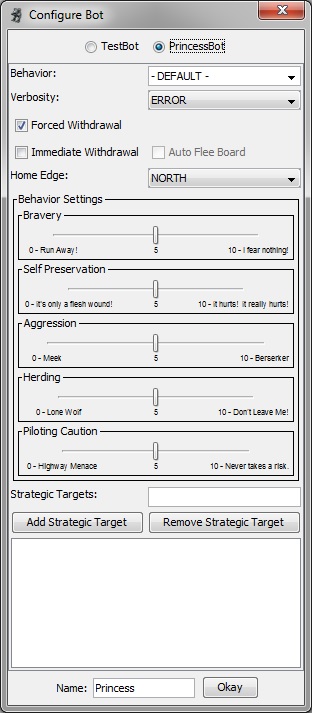 Configure Bot
TestBot PrincessBot
Behavior: - DEFAULT -
Verbosity: ERROR
Forced Withdrawal
Immediate Withdrawal Auto Flee Board
Home Edge: NORTH
Behavior Settings
Bravery
0 - Run Away! 5 10 - I fear nothing!
Self Preservation
0 - It's only a flesh wound! 5 10 - It hurts! It really hurts!
Aggression
0 - Meek 5 10 - Berserker
Herding
0 - Lone Wolf 5 10 - Don't Leave Me!
Piloting Caution
0 - Highway Menace 5 10 - Never takes a risk.
Strategic Targets:
Add Strategic Target Remove Strategic Target
Name: Princess Okay